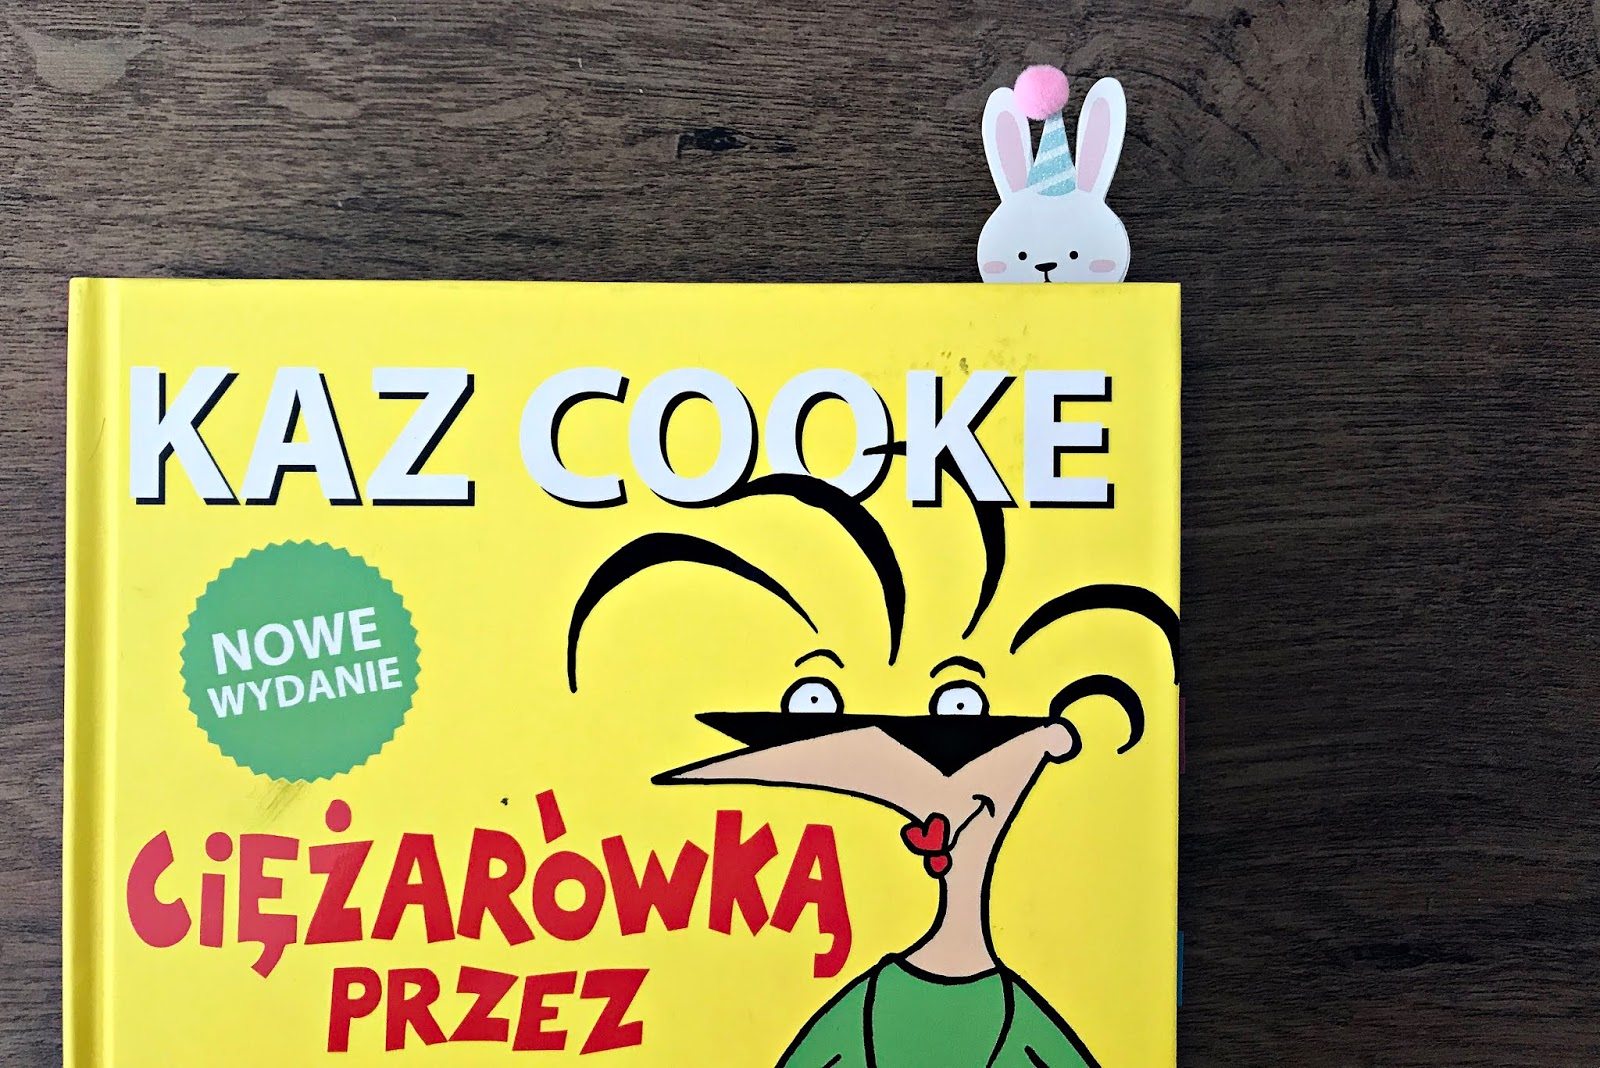 KAZ COOKE
NOWE
WYDANIE
CIĘŻARÓWKĄ
PRZEZ